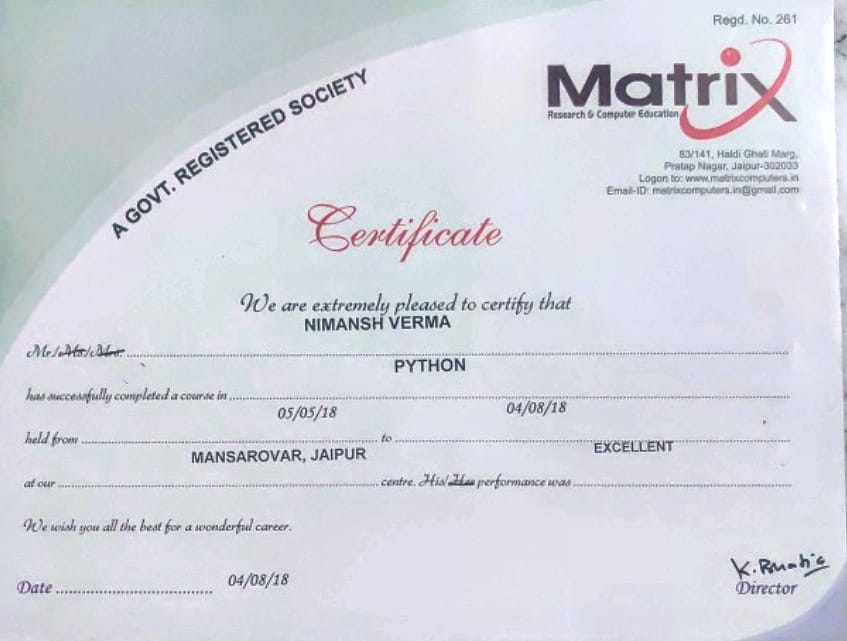 Regd. No. 261
Matrix
Research & Computer Education
83/141, Haldi Ghati Marg,
Pratap Nagar, Jaipur-302033
Logon to: www.matrixcomputers.in
Email-ID: matrixcomputers.in@gmail.com
A GOVT. REGISTERED SOCIETY
Certificate
We are extremely pleased to certify that
NIMANSH VERMA
Mr./Ms./Mrs.
PYTHON
has successfully completed a course in
05/05/18 04/08/18
held from to
MANSAROVAR, JAIPUR EXCELLENT
at our centre. His/Her performance was
We wish you all the best for a wonderful career.
Date 04/08/18
Director